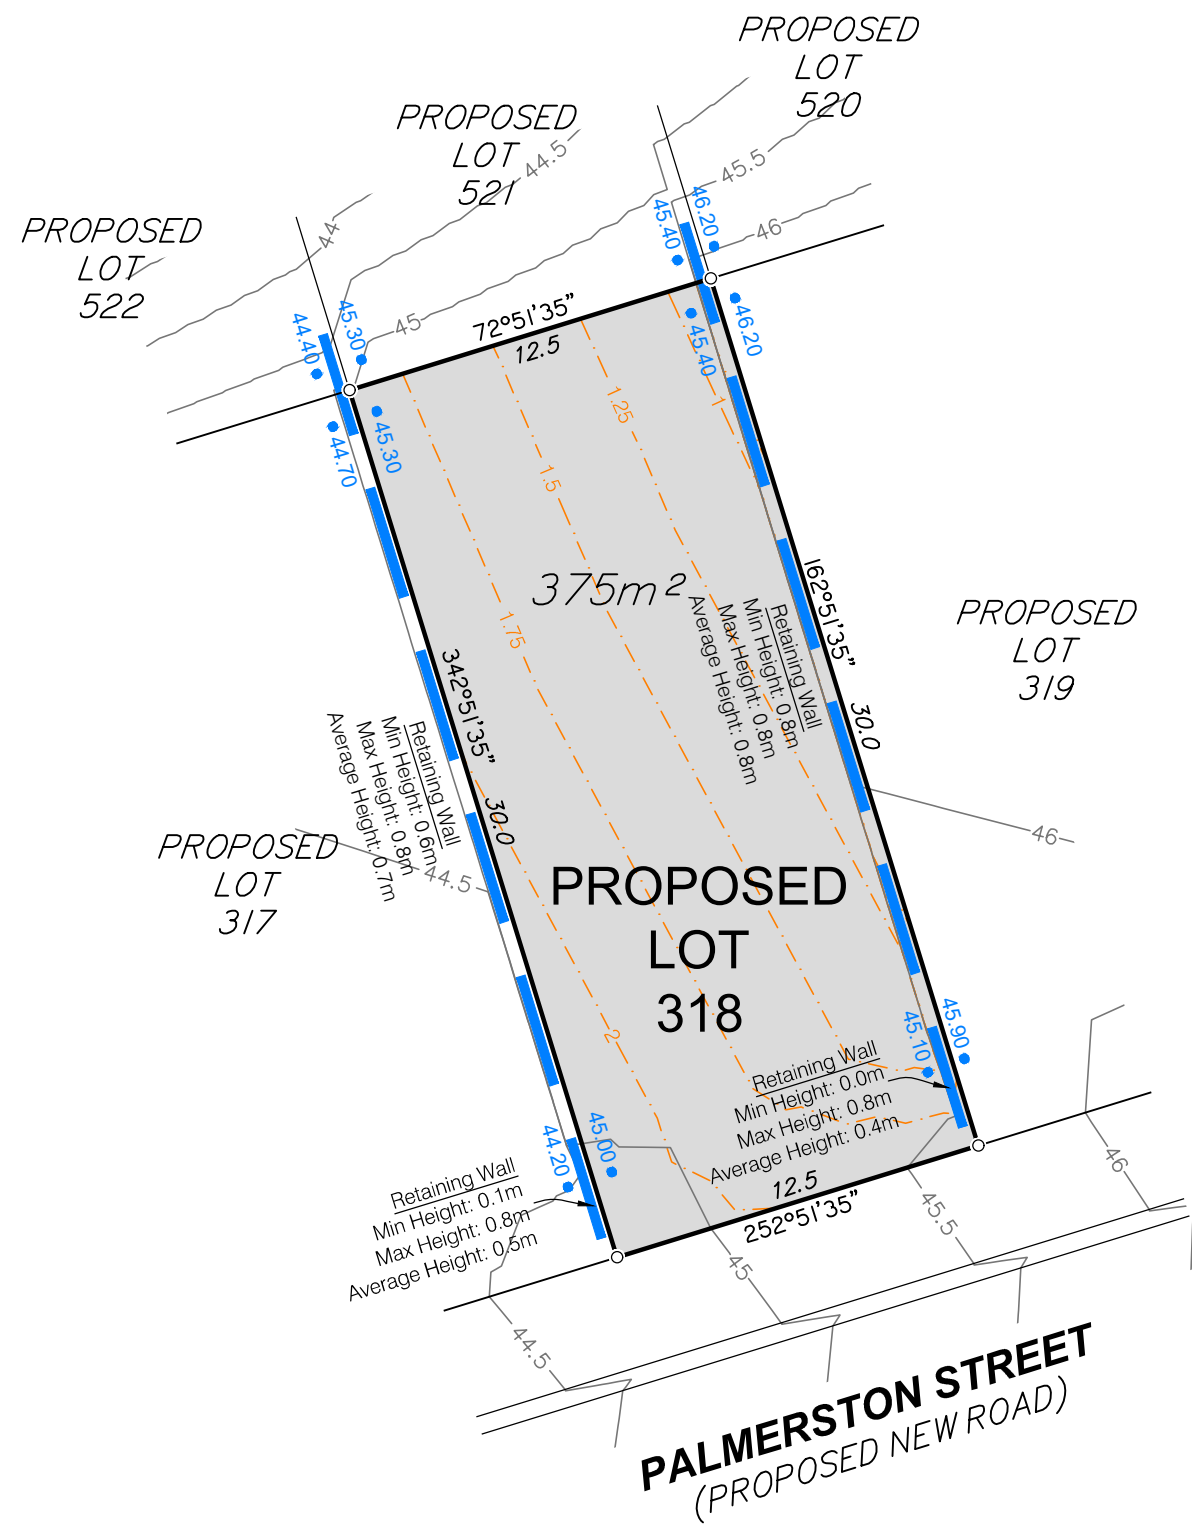 PROPOSED
LOT
520
PROPOSED
LOT
521
PROPOSED
LOT
522
44
44.5
45
45.5
46
45.40
46.20
44.40
45.30
72°51'35"
12.5
45.40
46.20
44.70
45.30
1.75
1.5
1.25
1
2
375m²
342°51'35"
30.0
162°51'35"
30.0
Retaining Wall
Min Height: 0.8m
Max Height: 0.8m
Average Height: 0.8m
Retaining Wall
Min Height: 0.6m
Max Height: 0.8m
Average Height: 0.7m
PROPOSED
LOT
319
46
PROPOSED
LOT
317
44.5
PROPOSED
LOT
318
45.10
45.90
Retaining Wall
Min Height: 0.0m
Max Height: 0.8m
Average Height: 0.4m
44.20
45.00
Retaining Wall
Min Height: 0.1m
Max Height: 0.8m
Average Height: 0.5m
12.5
252°51'35"
44.5
45
45.5
46
PALMERSTON STREET
(PROPOSED NEW ROAD)